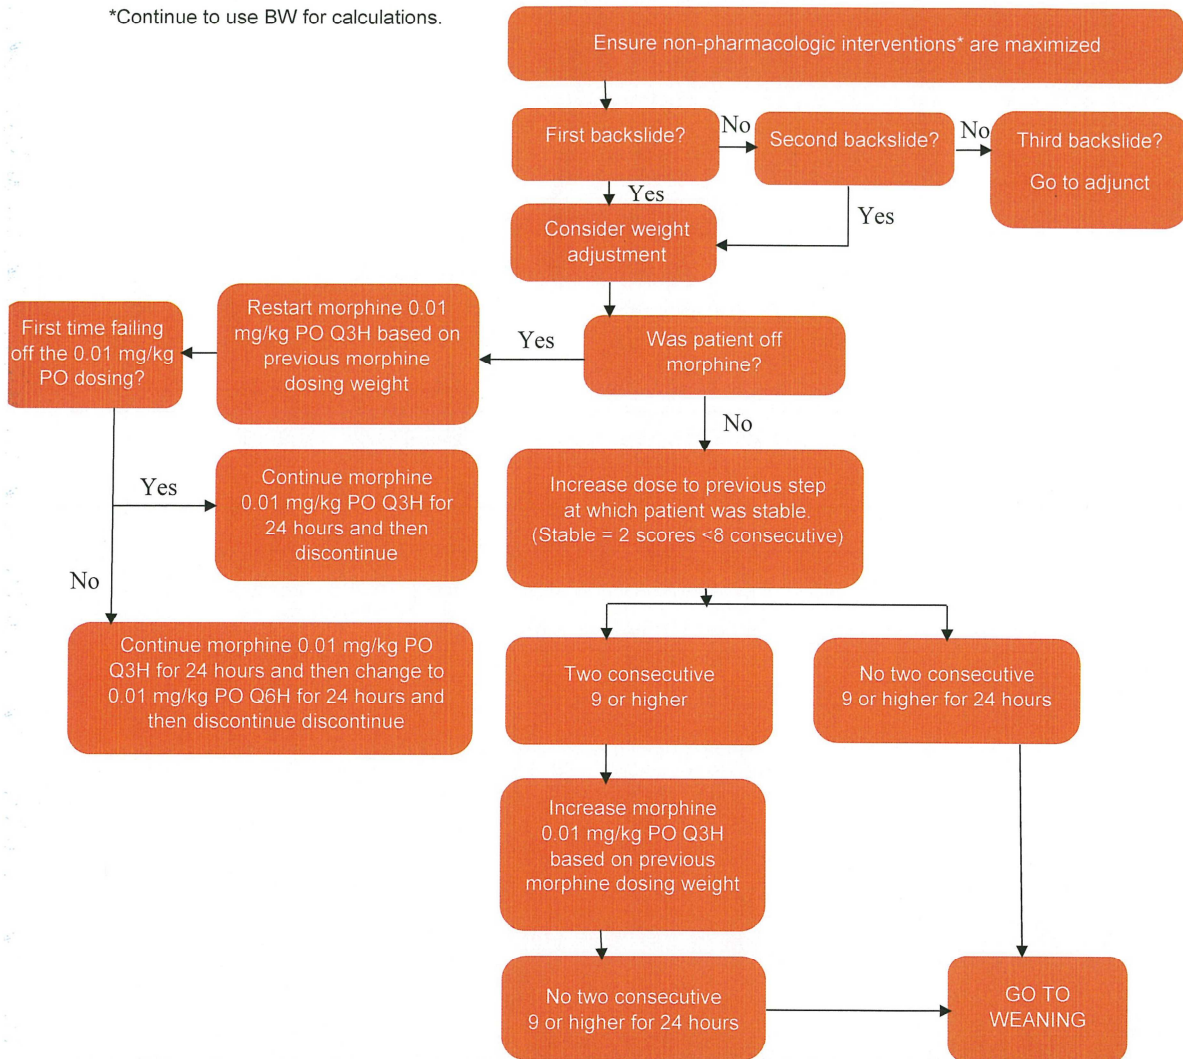 *Continue to use BW for calculations.
Ensure non-pharmacologic interventions* are maximized
First backslide?
No
Second backslide?
No
Third backslide?
Go to adjunct
Yes
Yes
Consider weight
adjustment
Was patient off
morphine?
Yes
Restart morphine 0.01
mg/kg PO Q3H based on
previous morphine
dosing weight
First time failing
off the 0.01 mg/kg
PO dosing?
Yes
Continue morphine
0.01 mg/kg PO Q3H for
24 hours and then
discontinue
No
Continue morphine 0.01 mg/kg PO
Q3H for 24 hours and then change to
0.01 mg/kg PO Q6H for 24 hours and
then discontinue discontinue
No
Increase dose to previous step
at which patient was stable.
(Stable = 2 scores <8 consecutive)
Two consecutive
9 or higher
No two consecutive
9 or higher for 24 hours
Increase morphine
0.01 mg/kg PO Q3H
based on previous
morphine dosing weight
No two consecutive
9 or higher for 24 hours
GO TO
WEANING